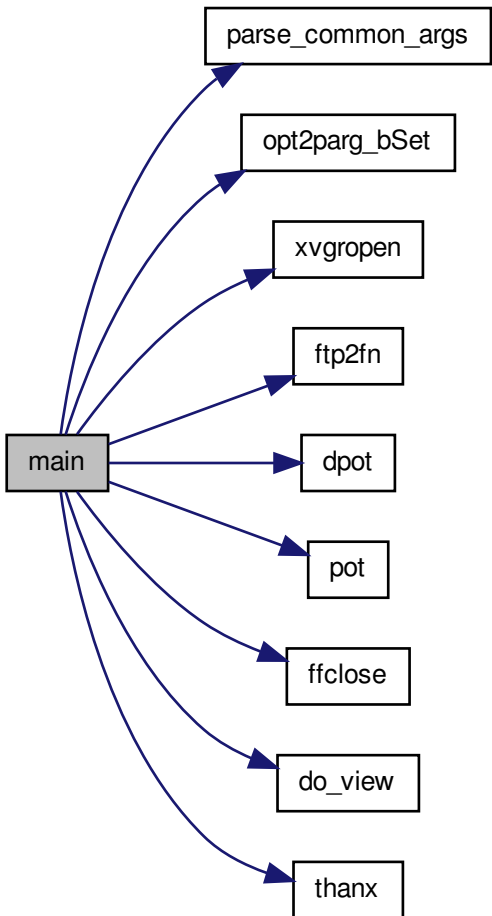 parse_common_args
opt2parg_bSet
xvgropen
ftp2fn
main
dpot
pot
ffclose
do_view
thanx